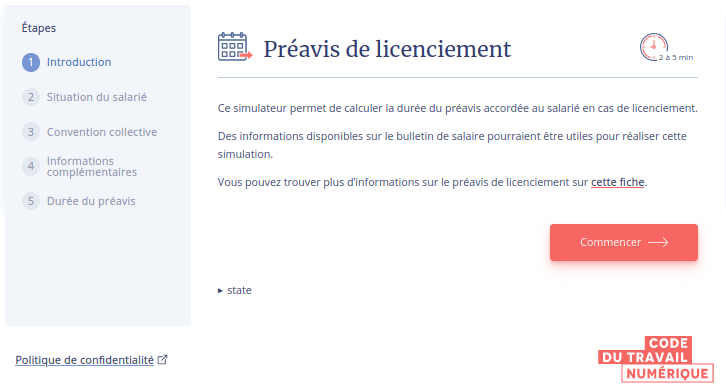 Étapes
1 Introduction
2 Situation du salarié
3 Convention collective
4 Informations
complémentaires
5 Durée du préavis
Préavis de licenciement
2 à 5 min
Ce simulateur permet de calculer la durée du préavis accordée au salarié en cas de licenciement.
Des informations disponibles sur le bulletin de salaire pourraient être utiles pour réaliser cette
simulation.
Vous pouvez trouver plus d’informations sur le préavis de licenciement sur cette fiche.
Commencer
▸ state
Politique de confidentialité
CODE
DU TRAVAIL
NUMÉRIQUE